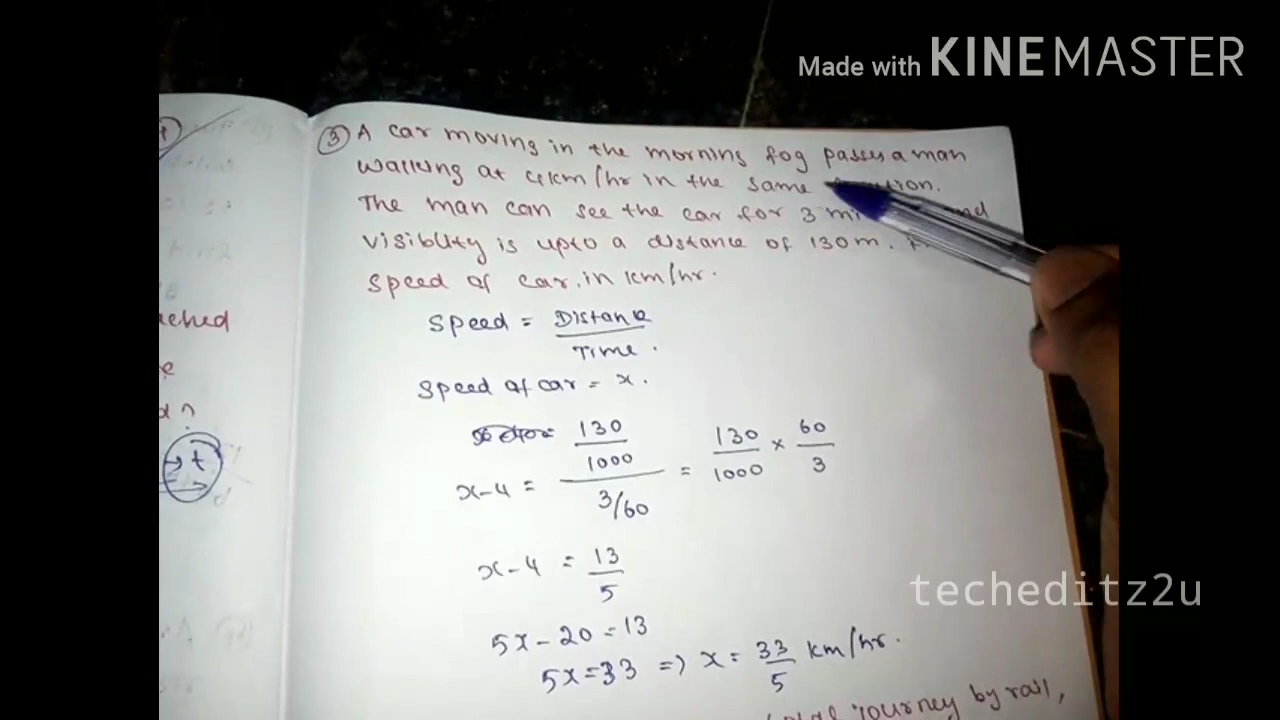 Made with KINEMASTER
③ A car moving in the morning fog passes a man
walking at 4km/hr in the same
The man can see the car for 3
visiblity is upto a distance of 130m.
speed of car in km/hr.
Speed = Distance
Time.
Speed of car = x.
130
1000
x-4 =
3/60
= 130 × 60
1000 3
x-4 = 13
5
5x-20=13
5x=33 => x= 33 km/hr.
5
journey by rail,
ached
t
techeditz2u